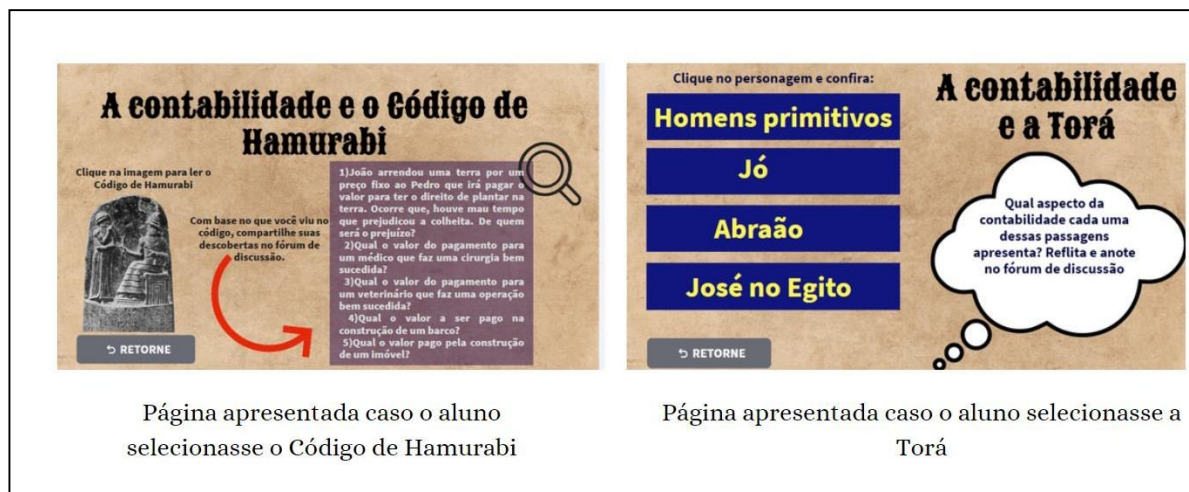 A contabilidade e o Código de
Hamurabi
Clique na imagem para ler o
Código de Hamurabi
Com base no que você viu no
código, compartilhe suas
descobertas no fórum de
discussão.
1)João arrendou uma terra por um
preço fixo ao Pedro que irá pagar o
valor para ter o direito de plantar na
terra. Ocorre que, houve mau tempo
que prejudicou a colheita. De quem
será o prejuízo?
2)Qual o valor do pagamento para
um médico que faz uma cirurgia bem
sucedida?
3)Qual o valor do pagamento para
um veterinário que faz uma operação
bem sucedida?
4)Qual o valor a ser pago na
construção de um barco?
5)Qual o valor pago pela construção
de um imóvel?
RETORNE
Página apresentada caso o aluno
selecionasse o Código de Hamurabi
Clique no personagem e confira:
Homens primitivos
Jó
Abraão
José no Egito
RETORNE
A contabilidade
e a Torá
Qual aspecto da
contabilidade cada uma
dessas passagens
apresenta? Reflita e anote
no fórum de discussão
Página apresentada caso o aluno selecionasse a
Torá